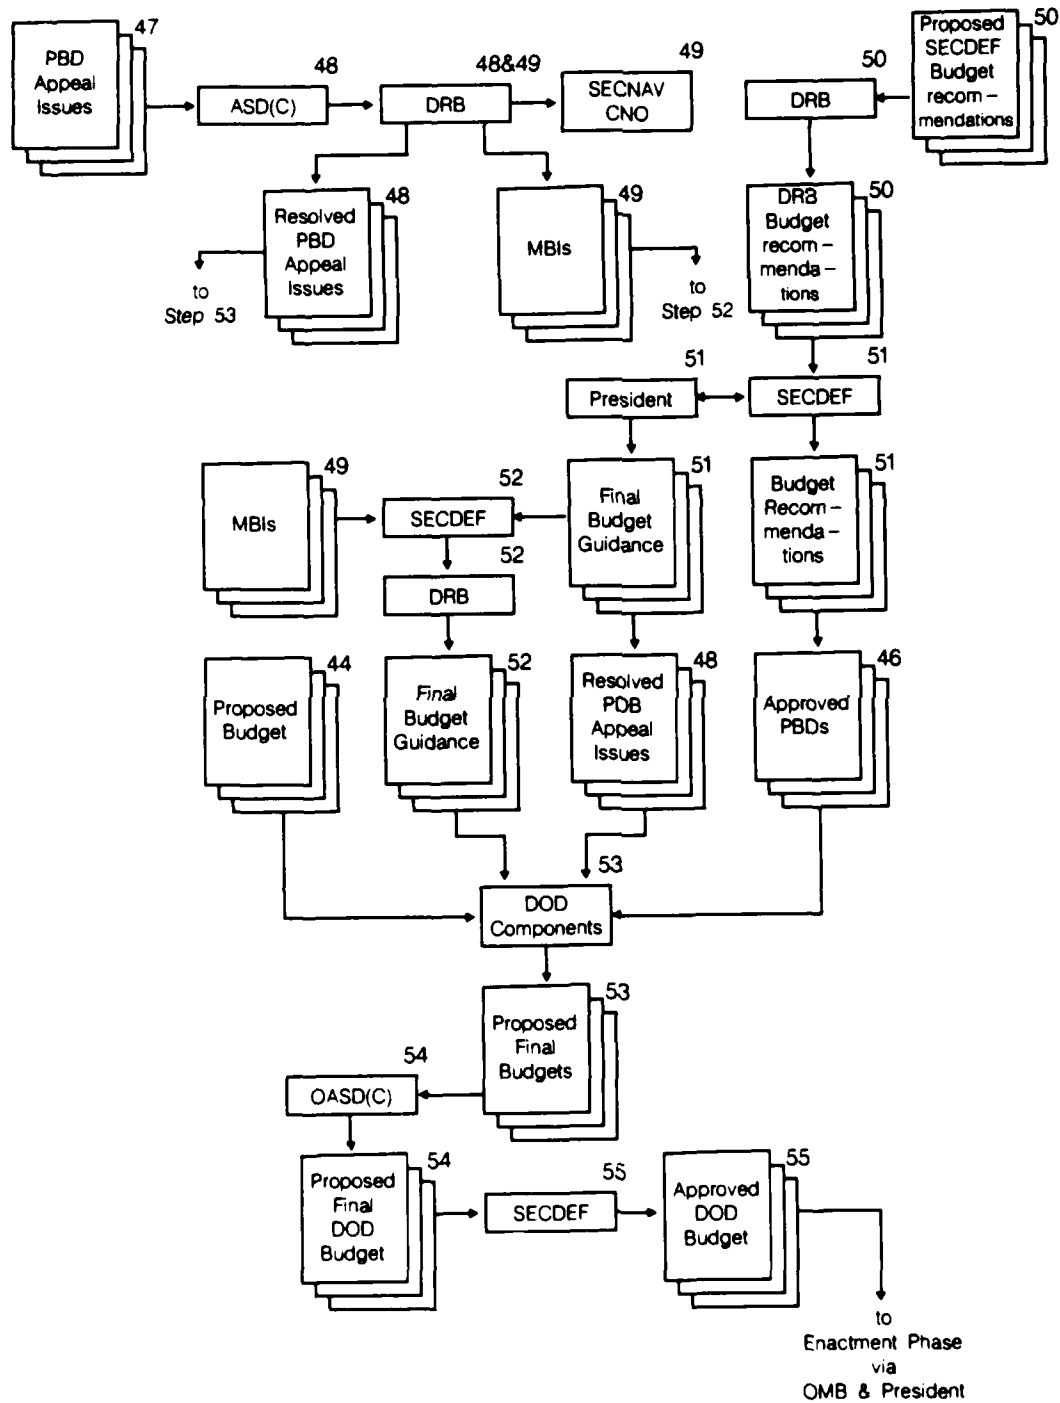 47
PBD
Appeal
Issues
48
ASD(C)
48&49
DRB
49
SECNAV
CNO
50
DRB
50
Proposed
SECDEF
Budget
recom-
mendations
48
Resolved
PBD
Appeal
Issues
to
Step 53
49
MBIs
to
Step 52
50
DRB
Budget
recom-
menda-
tions
51
President
51
SECDEF
49
MBIs
52
SECDEF
52
DRB
51
Final
Budget
Guidance
51
Budget
Recom-
menda-
tions
44
Proposed
Budget
52
Final
Budget
Guidance
48
Resolved
PDB
Appeal
Issues
46
Approved
PBDs
53
DOD
Components
53
Proposed
Final
Budgets
54
OASD(C)
54
Proposed
Final
DOD
Budget
55
SECDEF
55
Approved
DOD
Budget
to
Enactment Phase
via
OMB & President